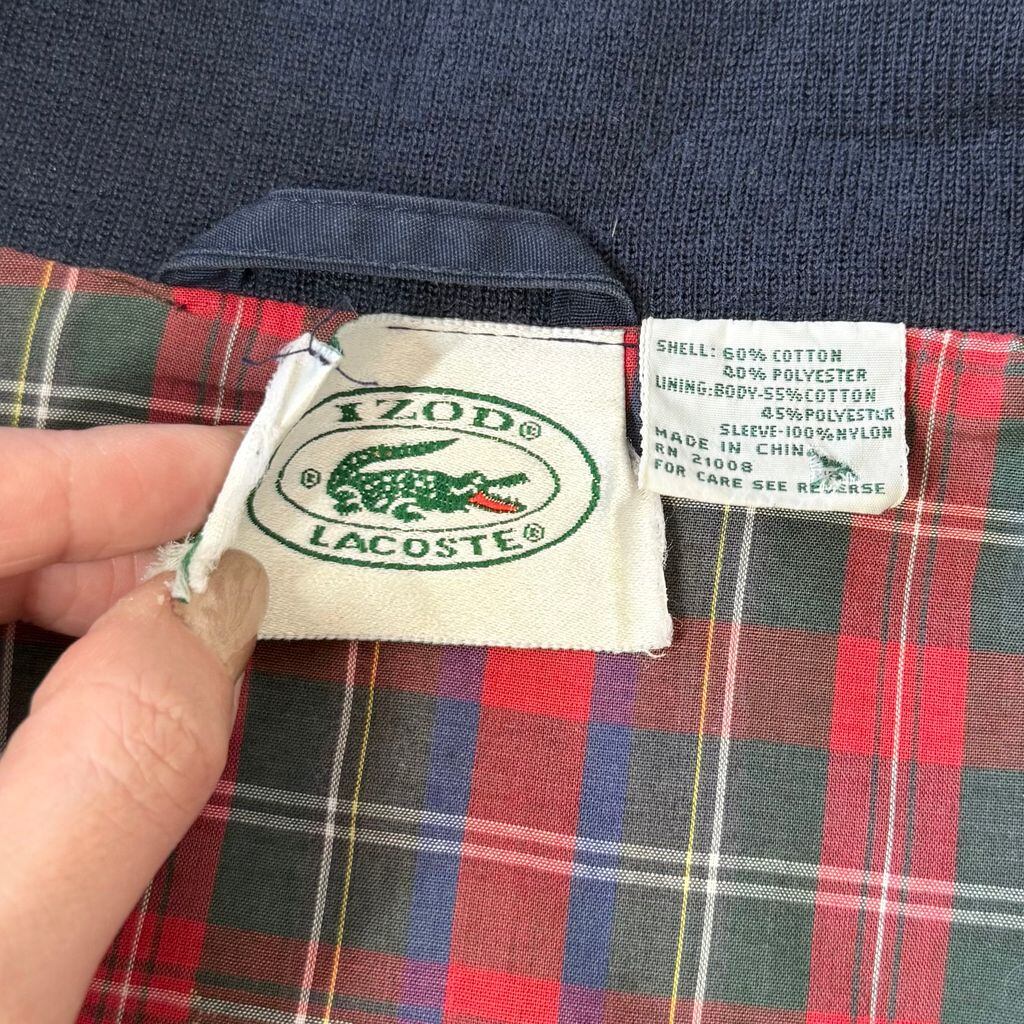 IZOD®
®
LACOSTE®
SHELL: 60% COTTON
40% POLYESTER
LINING:BODY-55%COTTON
45%POLYESTER
SLEEVE-100%NYLON
MADE IN CHINA
RN 21008
FOR CARE SEE REVERSE